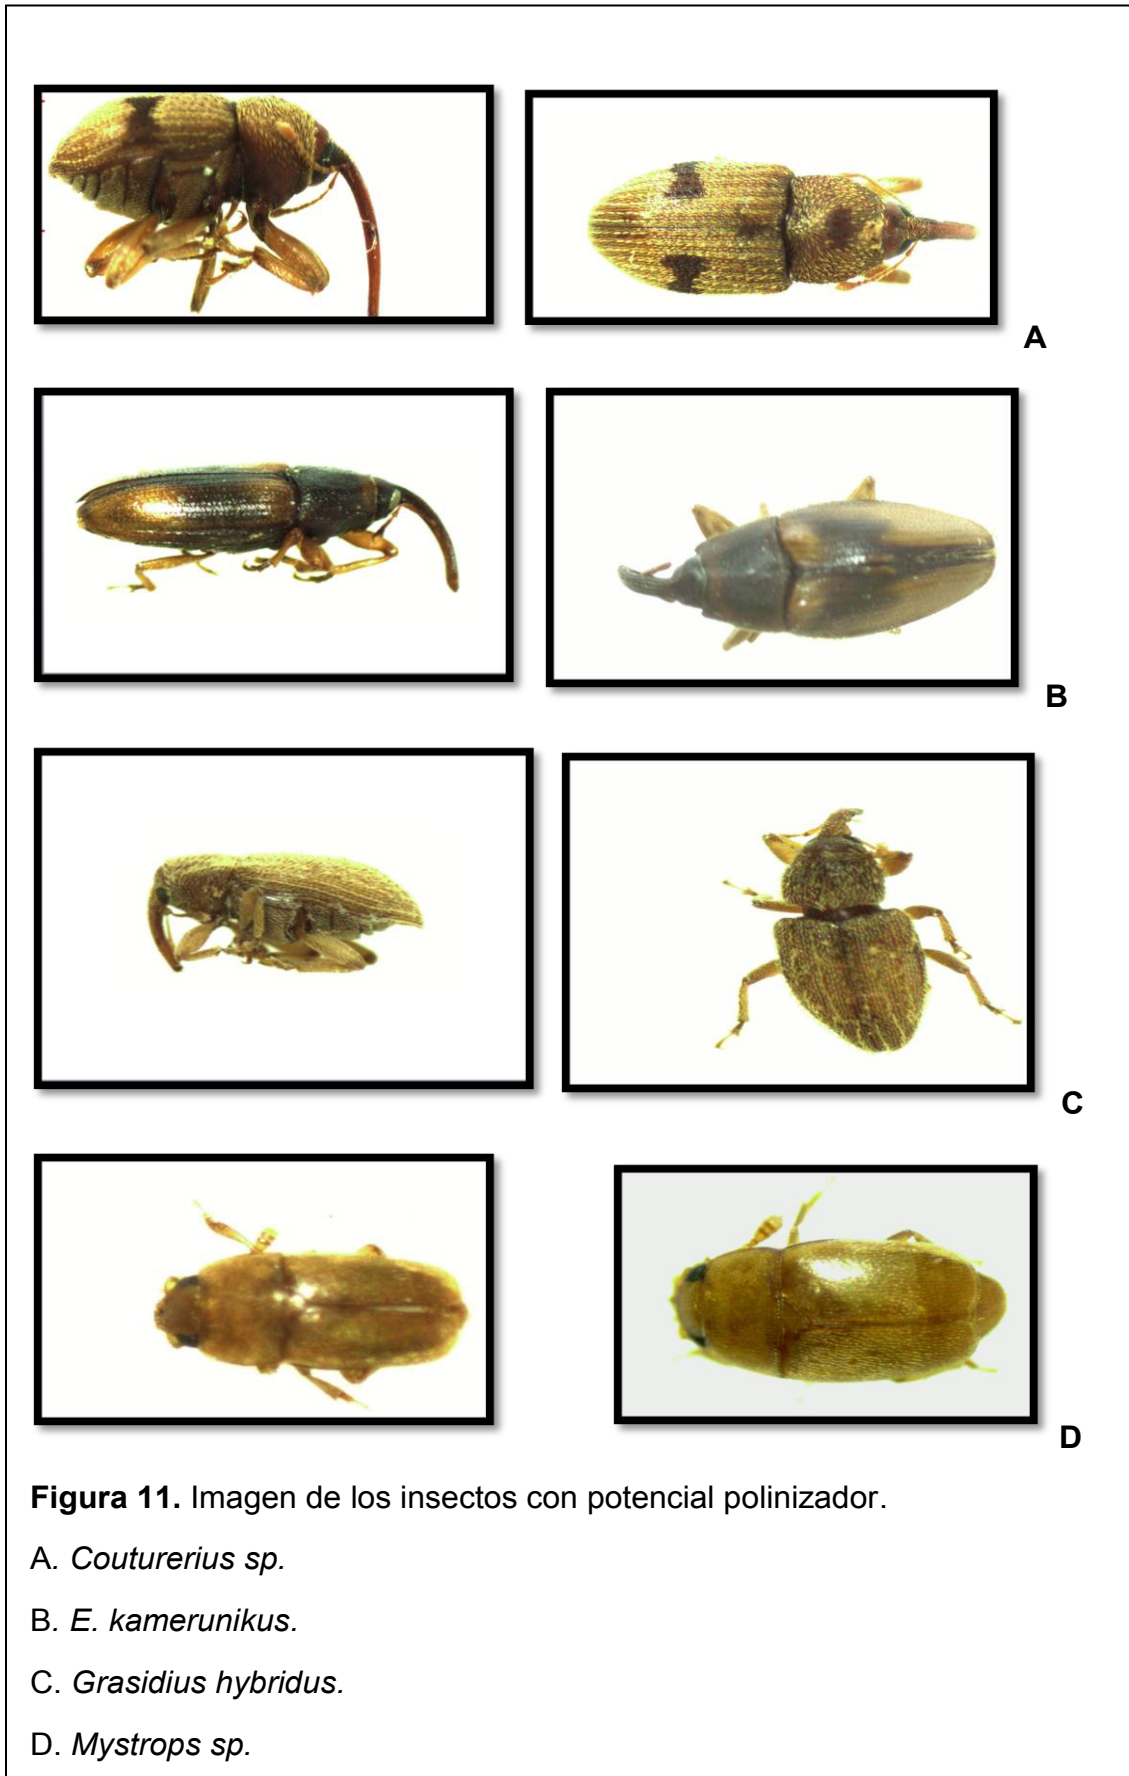 A
B
C
D
Figura 11. Imagen de los insectos con potencial polinizador.
A. Couturerius sp.
B. E. kamerunikus.
C. Grasidius hybridus.
D. Mystrops sp.